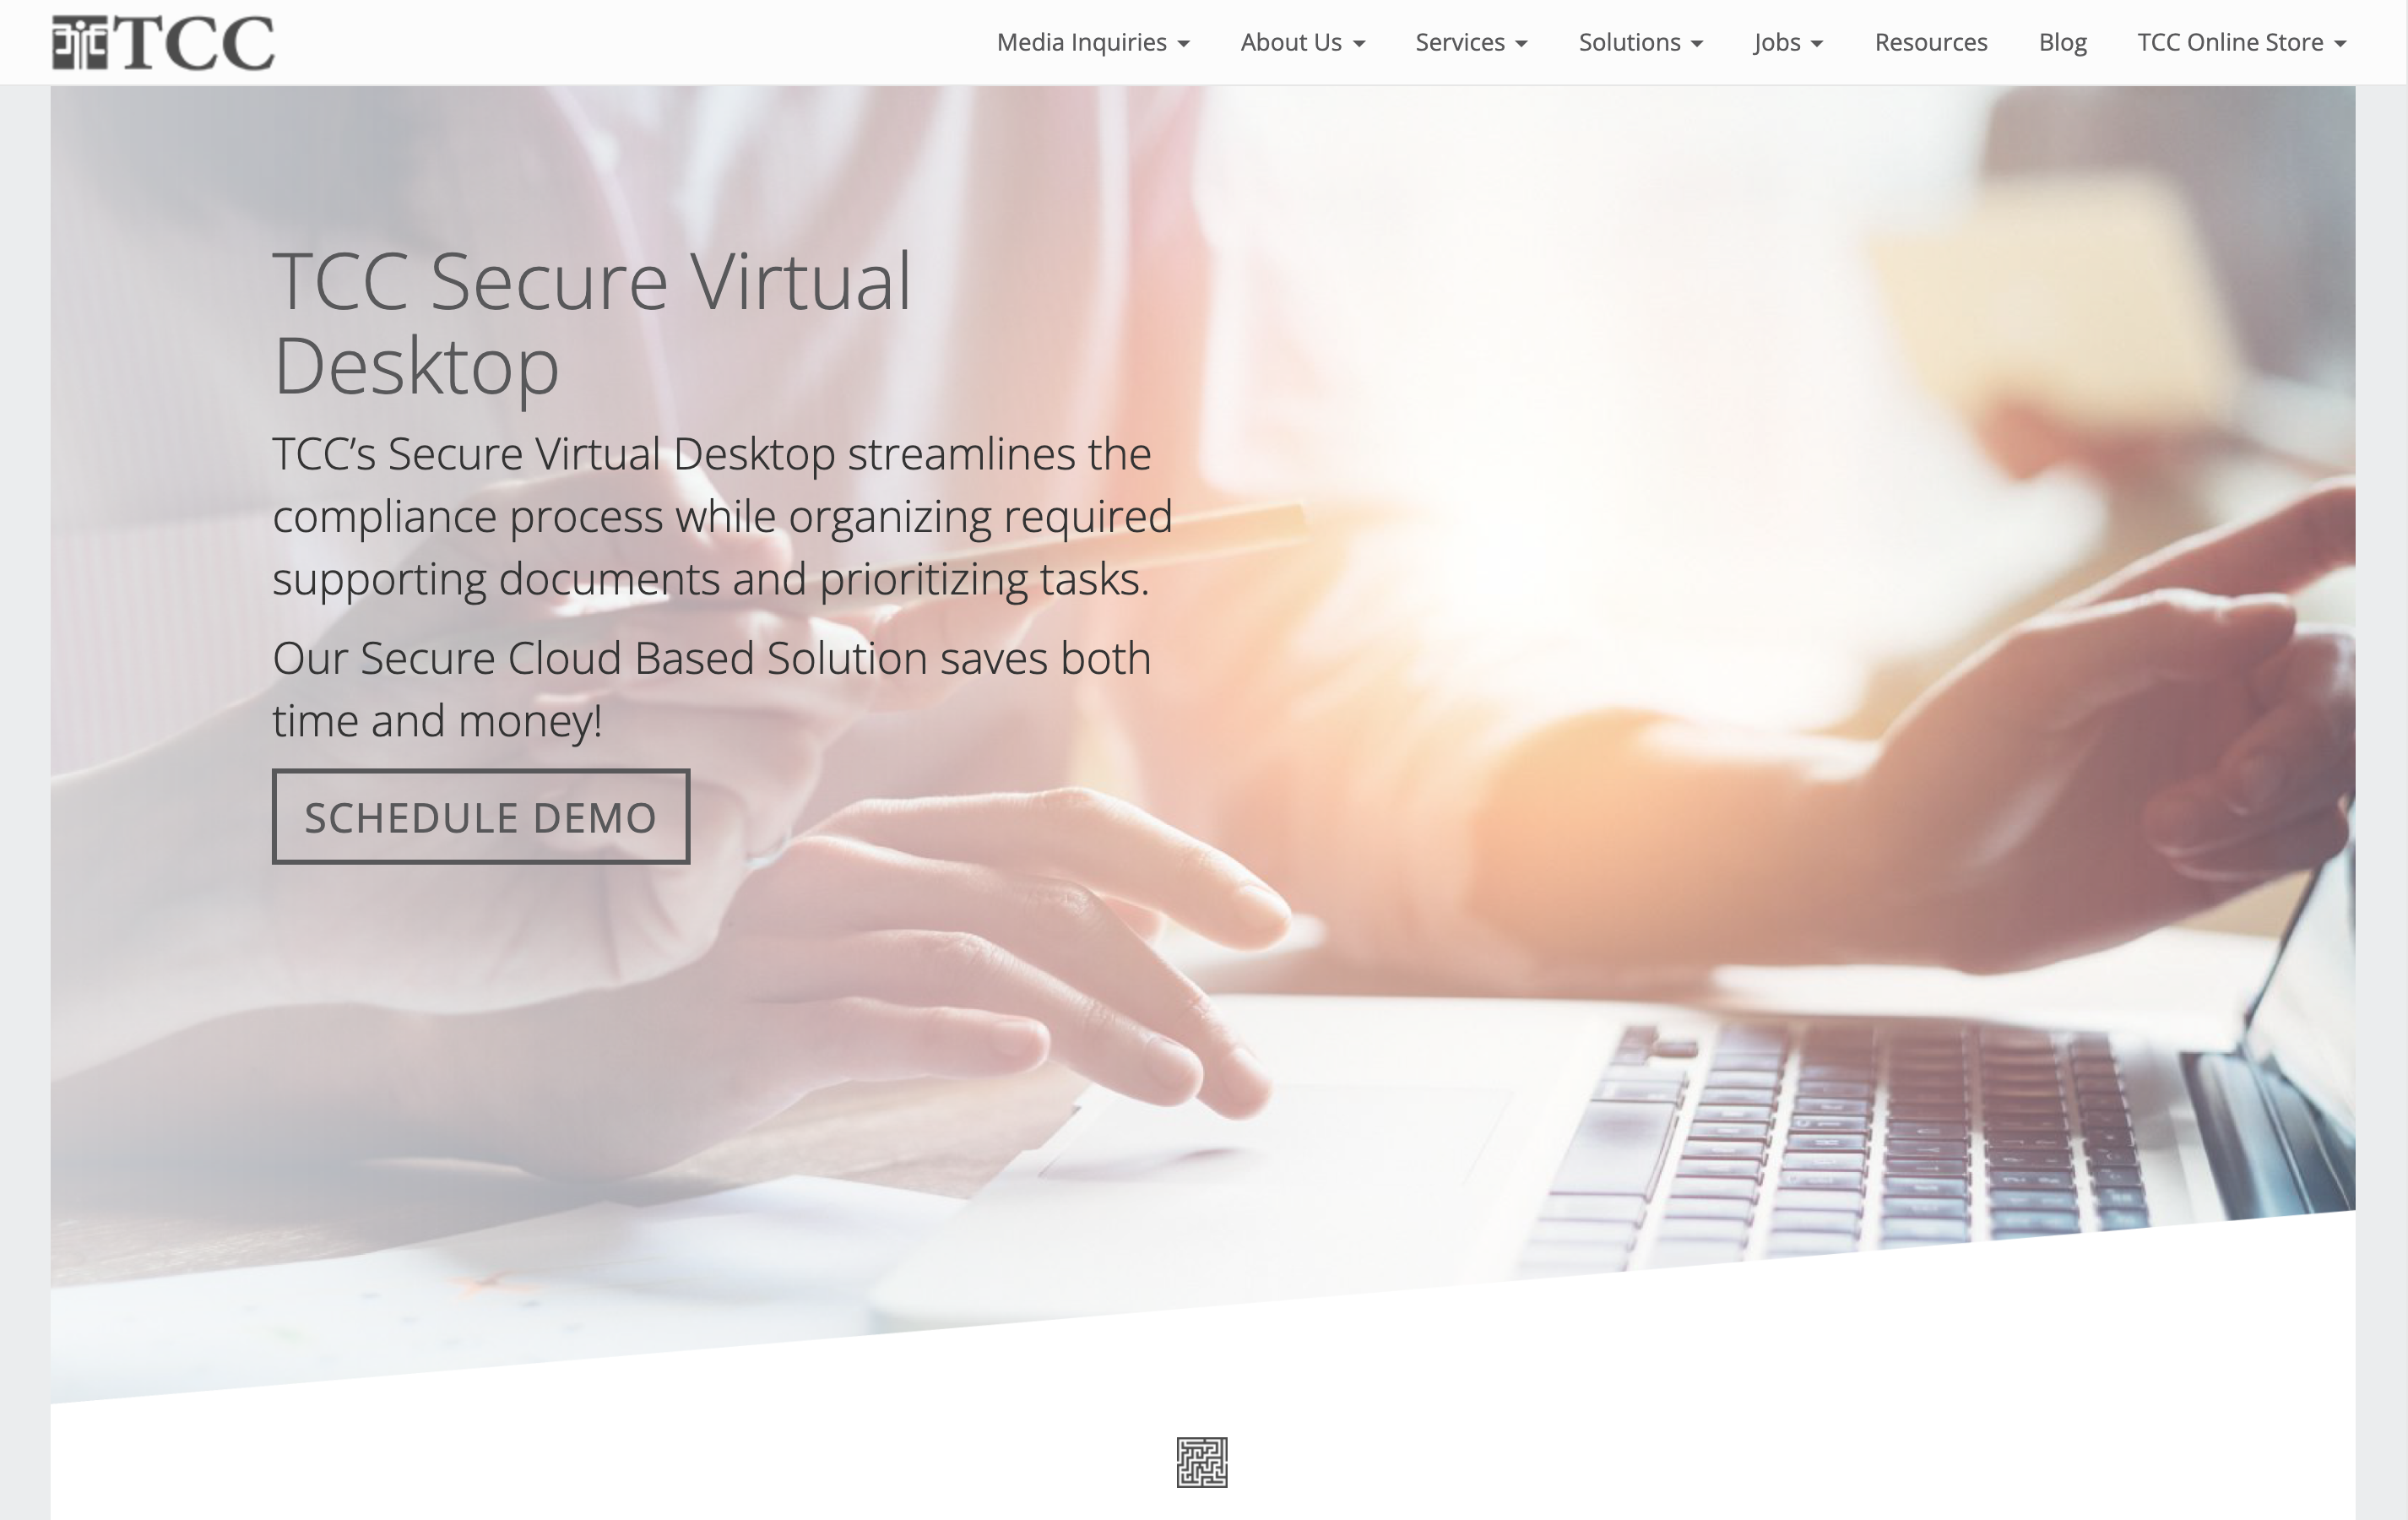 TCC
Media Inquiries
About Us
Services
Solutions
Jobs
Resources
Blog
TCC Online Store
TCC Secure Virtual
Desktop
TCC’s Secure Virtual Desktop streamlines the
compliance process while organizing required
supporting documents and prioritizing tasks.
Our Secure Cloud Based Solution saves both
time and money!
SCHEDULE DEMO